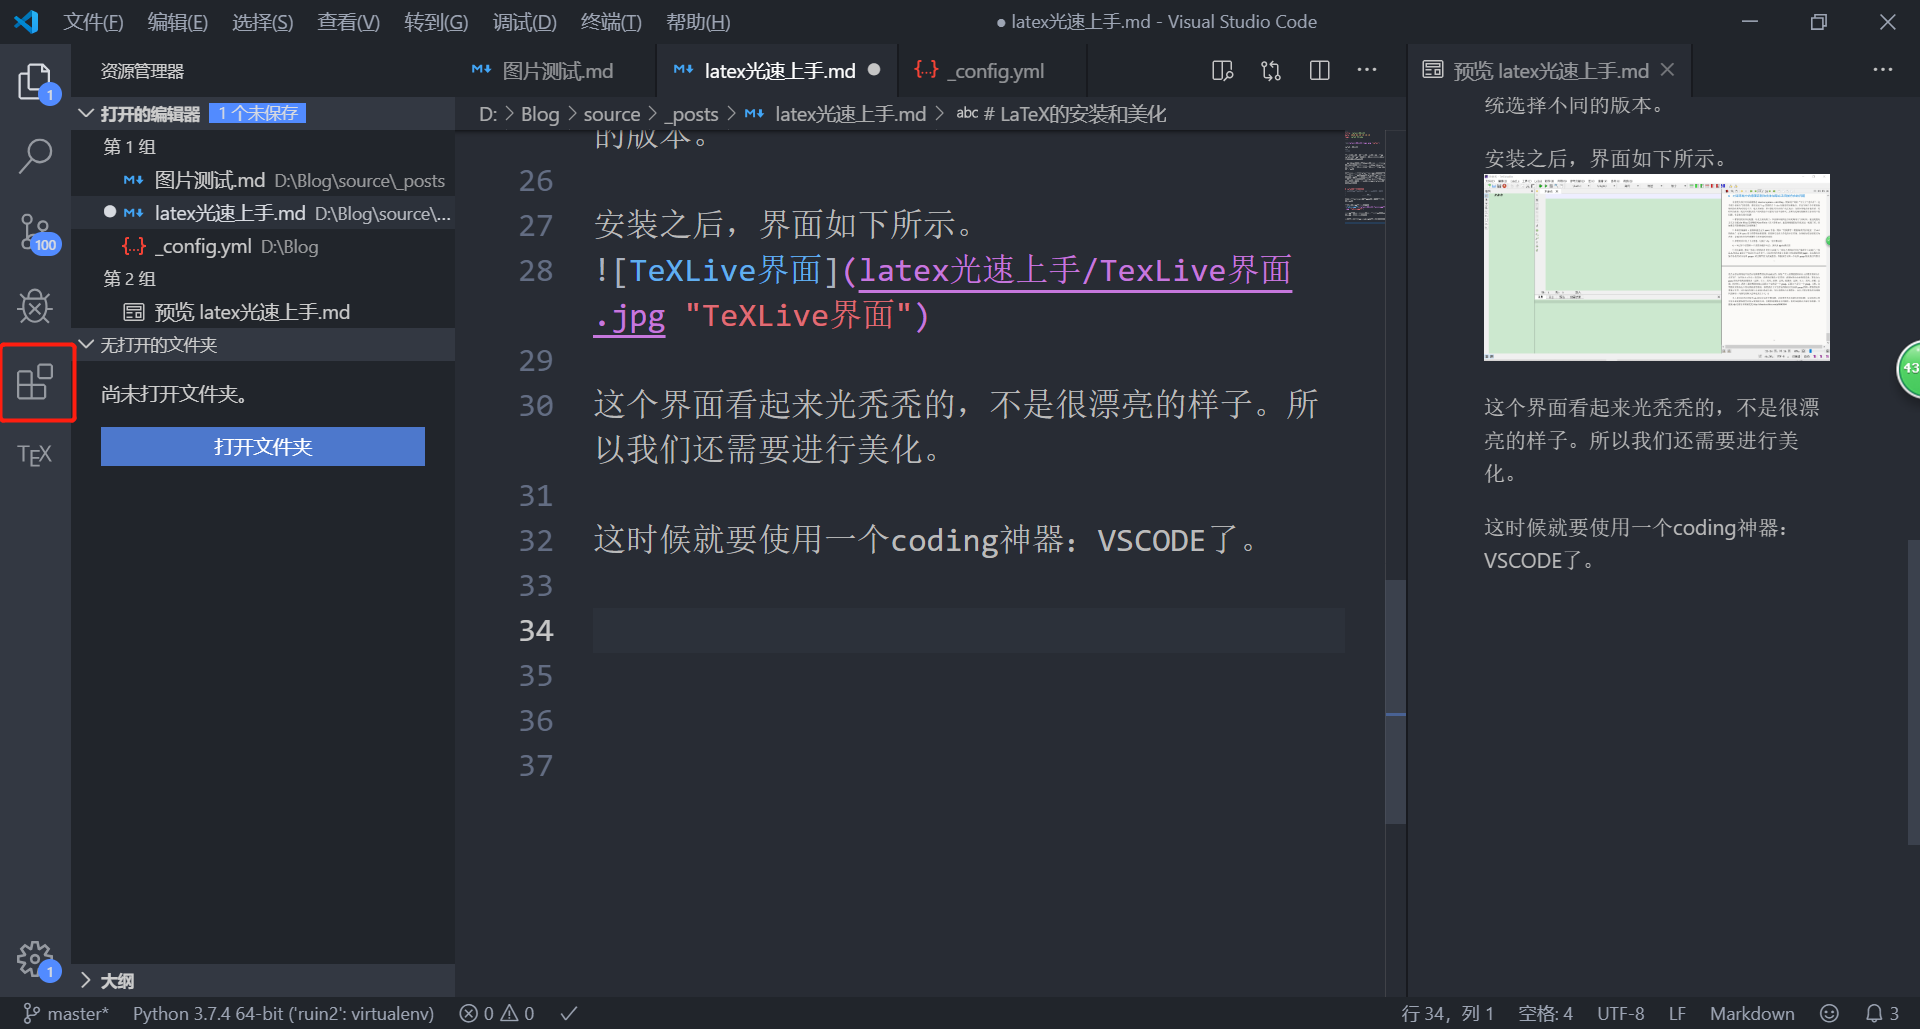 文件(F) 编辑(E) 选择(S) 查看(V) 转到(G) 调试(D) 终端(T) 帮助(H)
● latex光速上手.md - Visual Studio Code
资源管理器
1
打开的编辑器 1 个未保存
第 1 组
图片测试.md D:\Blog\source\_posts
latex光速上手.md D:\Blog\source\...
_config.yml D:\Blog
第 2 组
预览 latex光速上手.md
无打开的文件夹
尚未打开文件夹。
打开文件夹
100
TEX
1
大纲
图片测试.md
latex光速上手.md
_config.yml
D: > Blog > source > _posts > latex光速上手.md > abc # LaTeX的安装和美化
的版本。
26
27 安装之后，界面如下所示。
28 ![TeXLive界面](latex光速上手/TexLive界面
.jpg "TeXLive界面")
29
30 这个界面看起来光秃秃的，不是很漂亮的样子。所
以我们还需要进行美化。
31
32 这时候就要使用一个coding神器：VSCODE了。
33
34
35
36
37
预览 latex光速上手.md
统选择不同的版本。
安装之后，界面如下所示。
这个界面看起来光秃秃的，不是很漂
亮的样子。所以我们还需要进行美
化。
这时候就要使用一个coding神器：
VSCODE了。
43
master* Python 3.7.4 64-bit ('ruin2': virtualenv) 0 0
行 34，列 1 空格: 4 UTF-8 LF Markdown 3